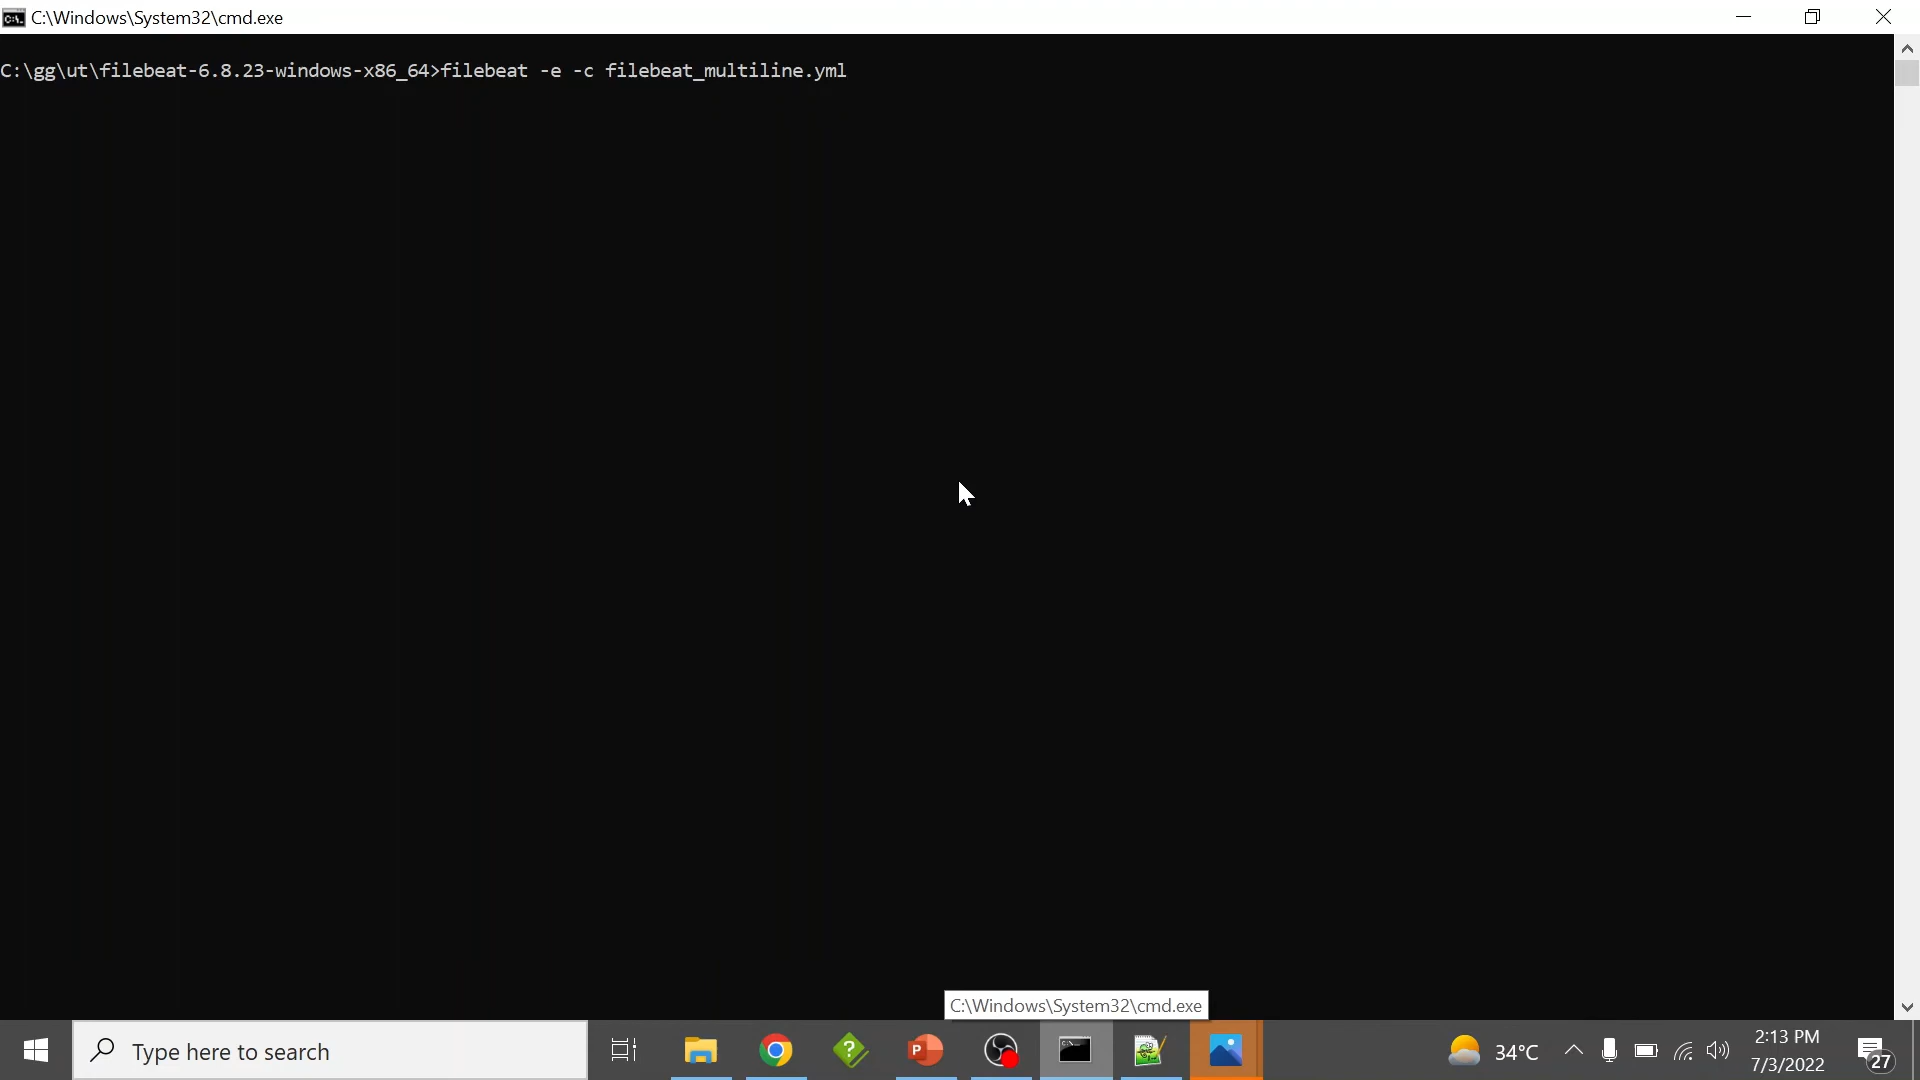 C:\Windows\System32\cmd.exe
C:\gg\ut\filebeat-6.8.23-windows-x86_64>filebeat -e -c filebeat_multiline.yml
C:\Windows\System32\cmd.exe
Type here to search
34°C
2:13 PM
7/3/2022
27